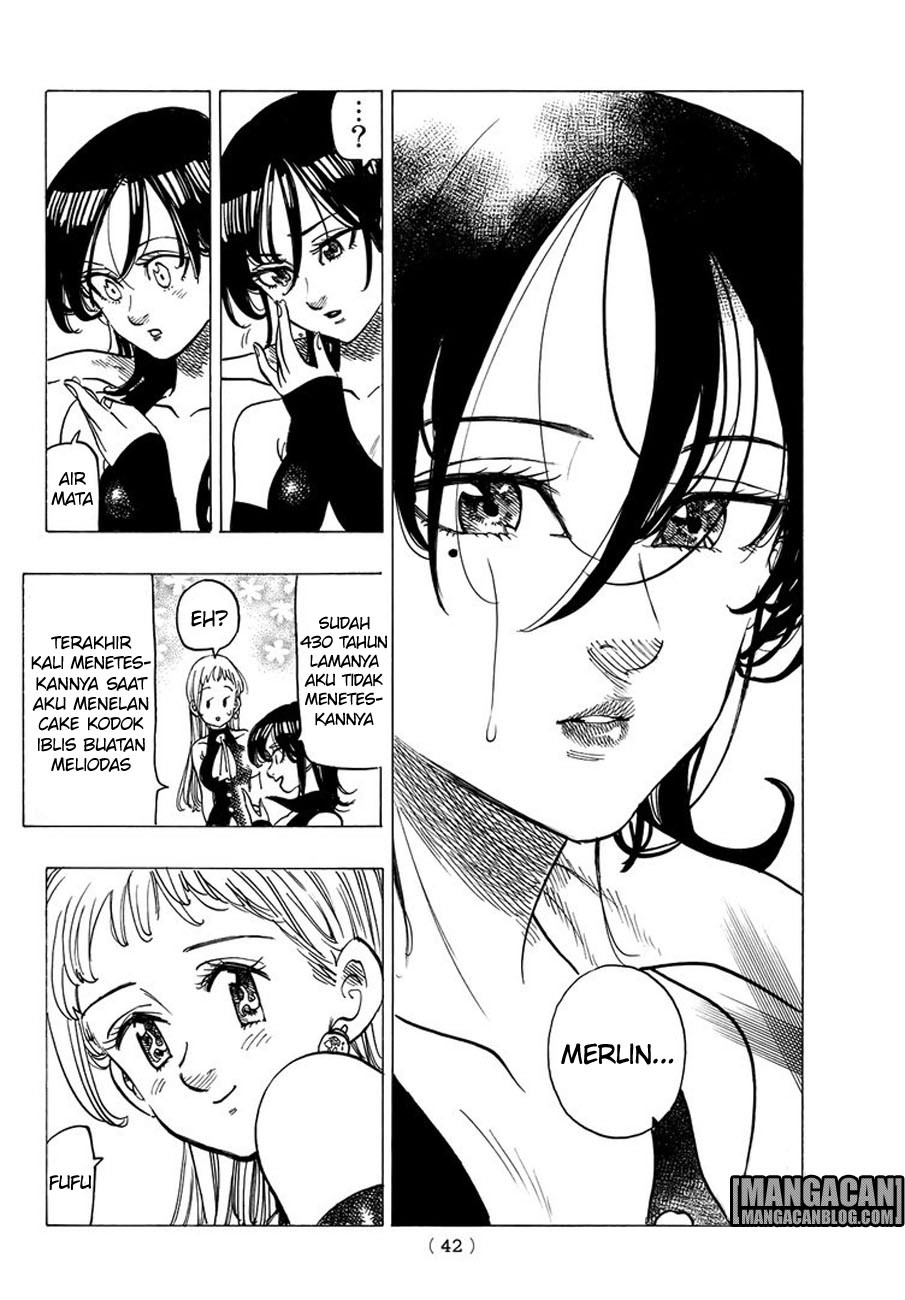 MERLIN...
...?
AIR
MATA
SUDAH
430 TAHUN
LAMANYA
AKU TIDAK
MENETES-
KANNYA
EH?
TERAKHIR
KALI MENETES-
KANNYA SAAT
AKU MENELAN
CAKE KODOK
IBLIS BUATAN
MELIODAS
FUFU
[MANGACAN]
MANGACANBLOG.COM
( 42 )